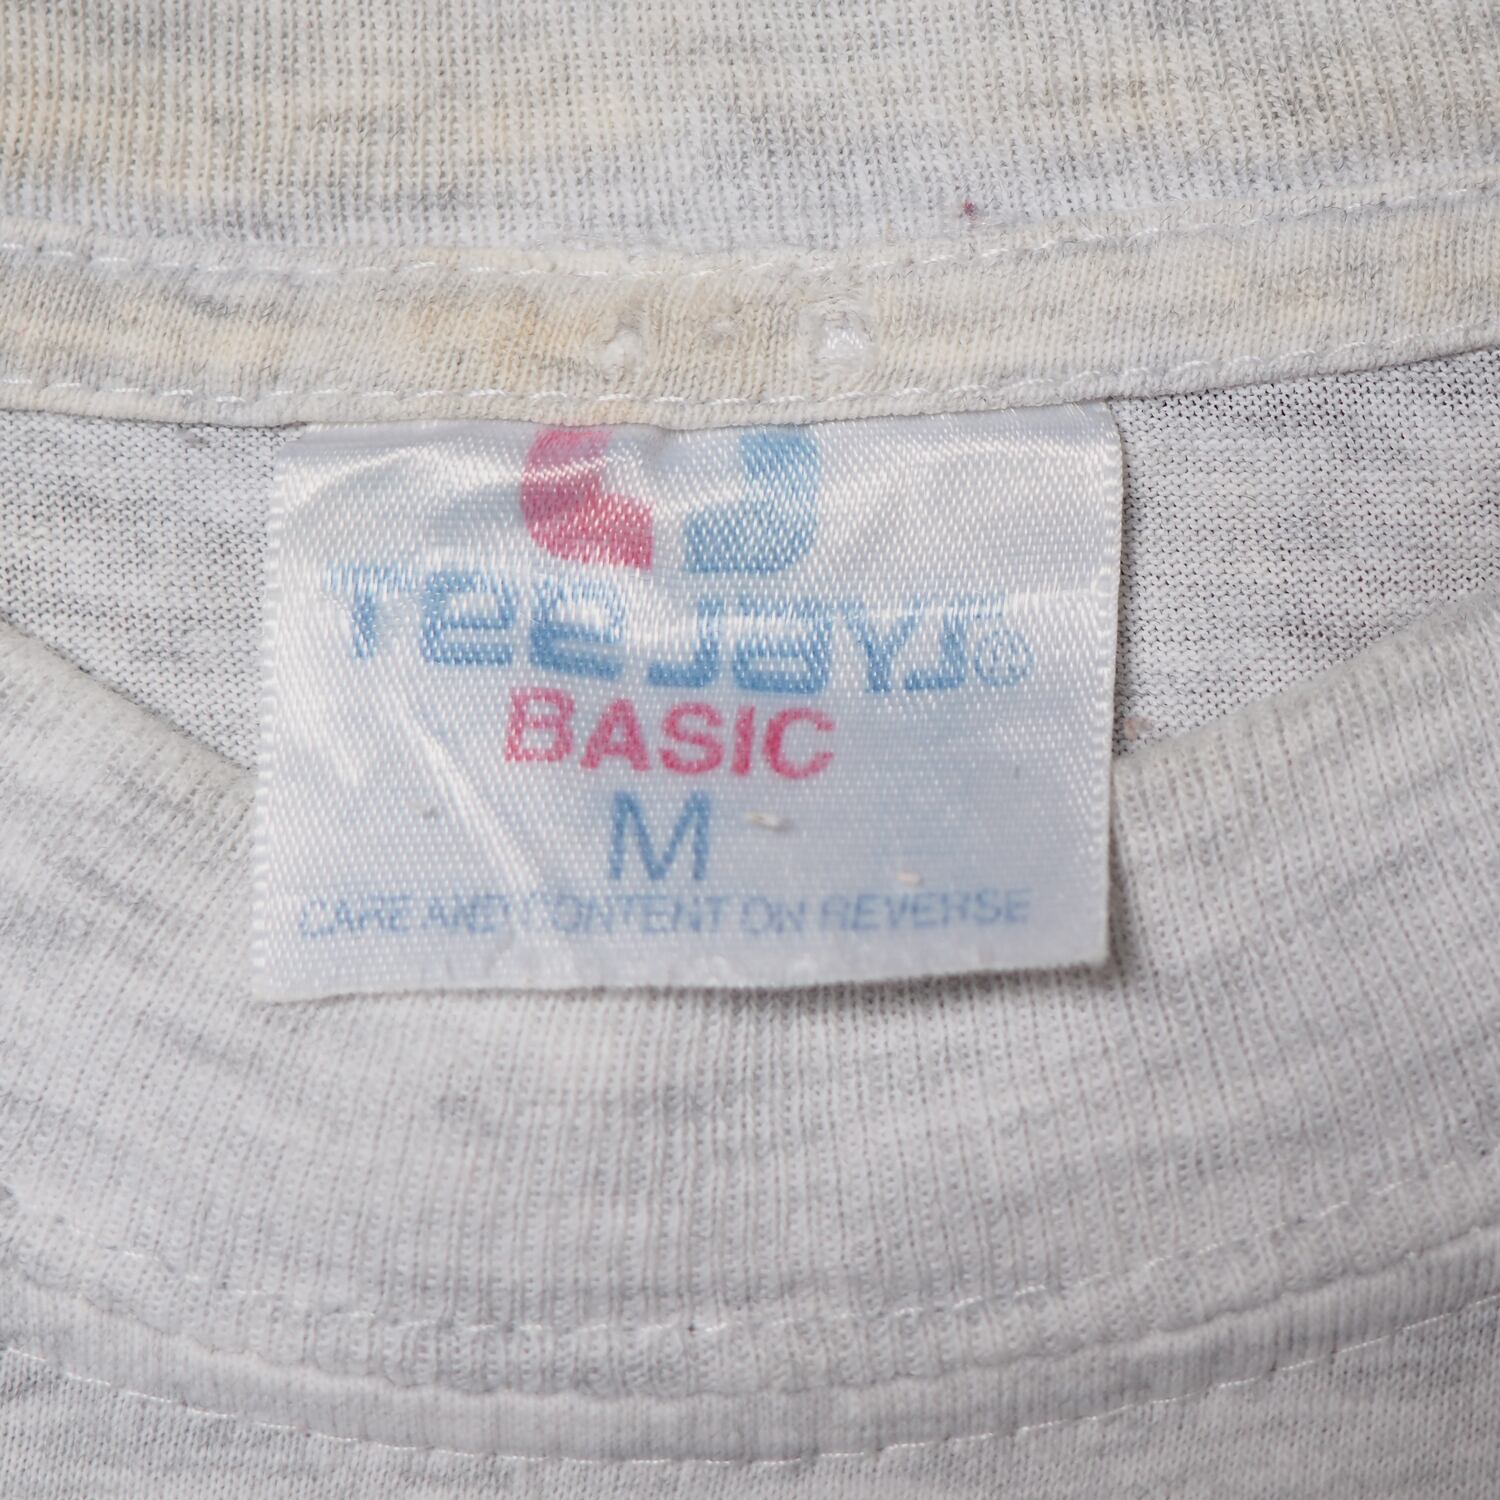 Teejays®
BASIC
M
CARE AND CONTENT ON REVERSE